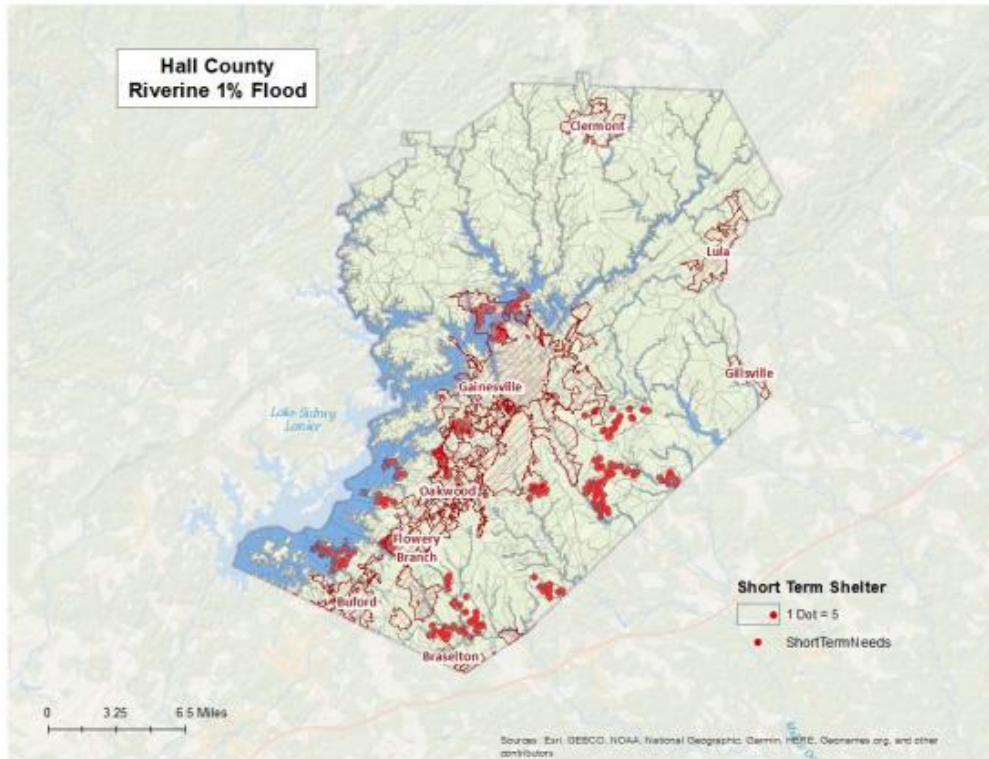 Hall County
Riverine 1% Flood
Clermont
Lula
Gillsville
Gainesville
Lake Sidney
Lanier
Oakwood
Flowery
Branch
Buford
Braselton
Short Term Shelter
1 Dot = 5
ShortTermNeeds
0 3.25 6.5 Miles
Sources: Esri, GEBCO, NOAA, National Geographic, Garmin, HERE, Geonames.org, and other
contributors